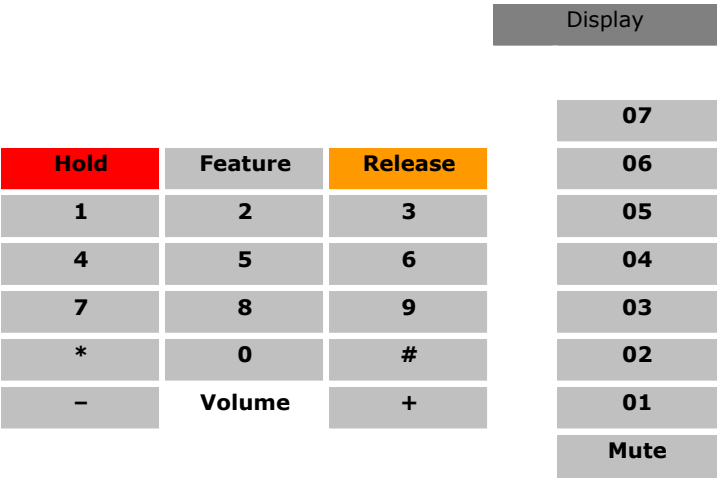 Display
07
Hold Feature Release 06
1 2 3 05
4 5 6 04
7 8 9 03
* 0 # 02
– Volume + 01
Mute